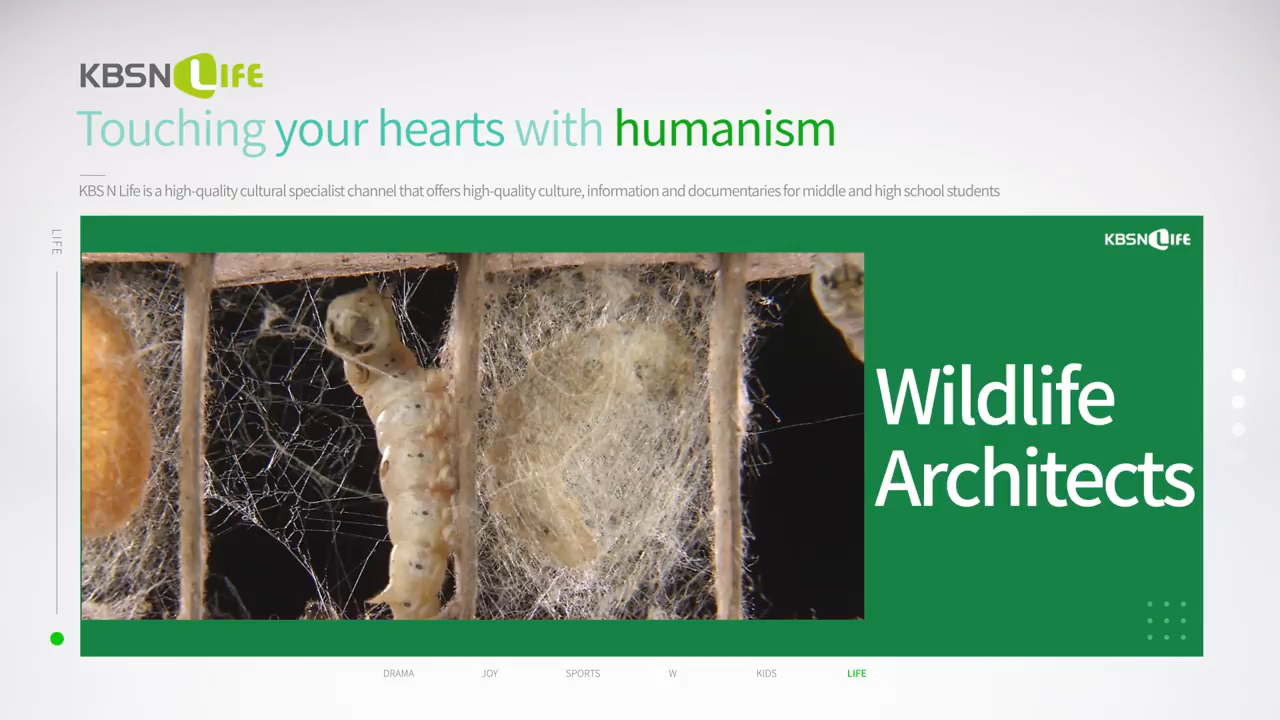 KBSN LIFE
Touching your hearts with humanism
KBS N Life is a high-quality cultural specialist channel that offers high-quality culture, information and documentaries for middle and high school students
LIFE
KBSN LIFE
Wildlife
Architects
DRAMA JOY SPORTS W KIDS LIFE